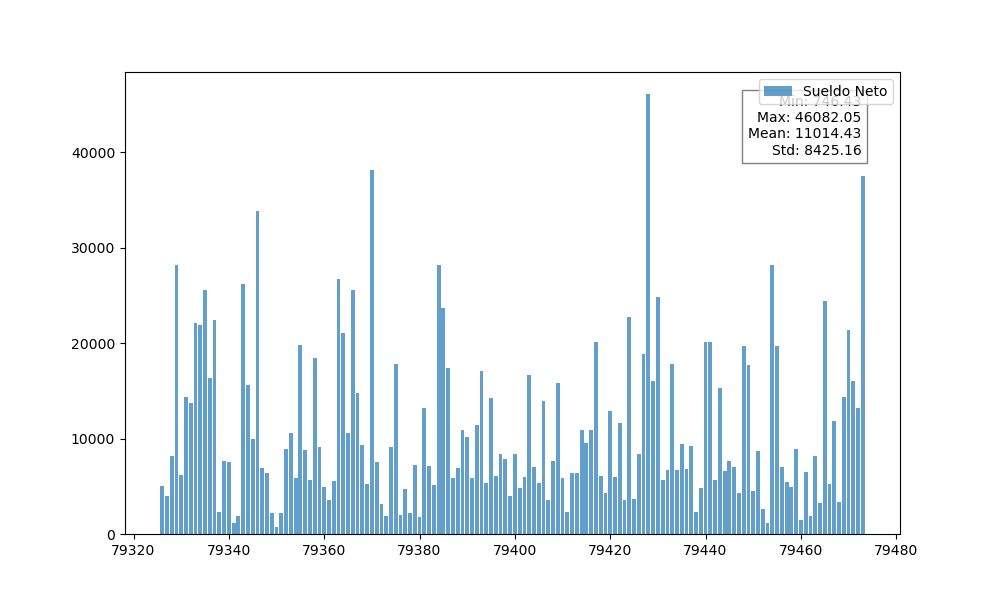 Sueldo Neto
Min: 746.43
Max: 46082.05
Mean: 11014.43
Std: 8425.16
40000
30000
20000
10000
0
79320 79340 79360 79380 79400 79420 79440 79460 79480